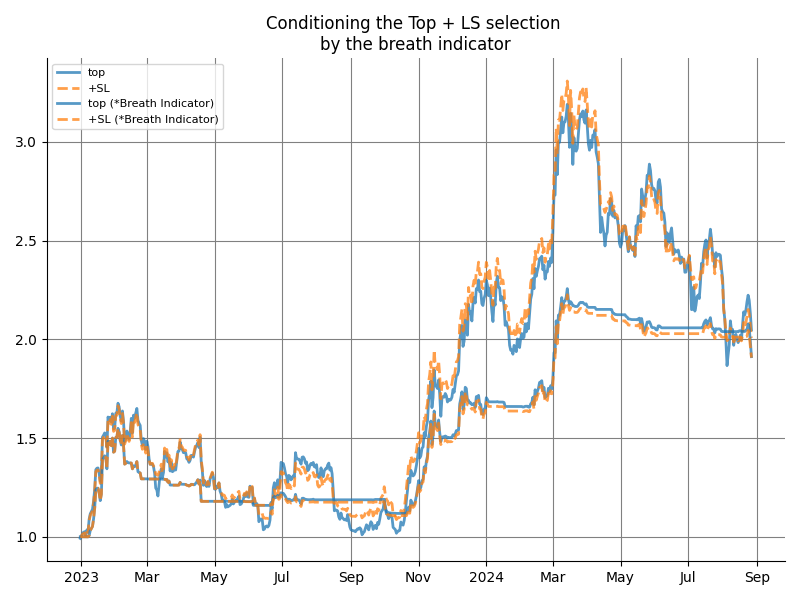 Conditioning the Top + LS selection
by the breath indicator
top
+SL
top (*Breath Indicator)
+SL (*Breath Indicator)
3.0
2.5
2.0
1.5
1.0
2023 Mar May Jul Sep Nov 2024 Mar May Jul Sep